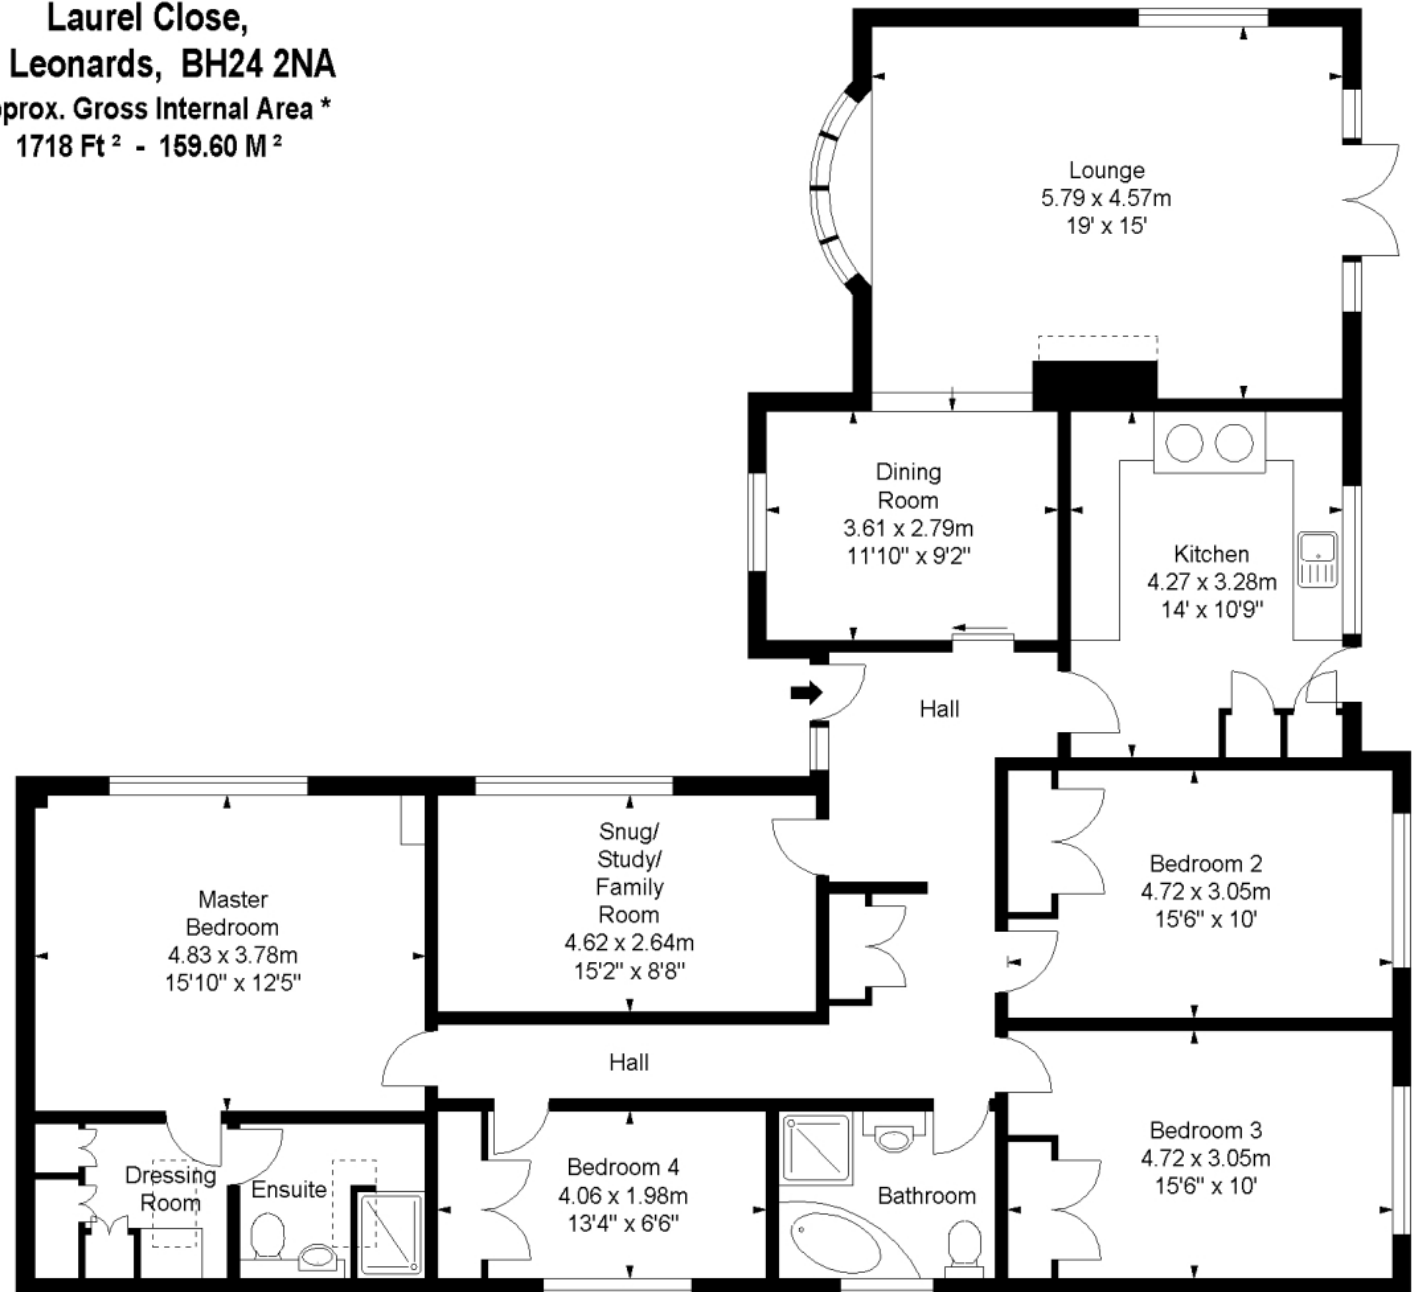 Laurel Close,
Leonards, BH24 2NA
pprox. Gross Internal Area *
1718 Ft ² - 159.60 M ²
Lounge
5.79 x 4.57m
19' x 15'
Dining
Room
3.61 x 2.79m
11'10" x 9'2"
Kitchen
4.27 x 3.28m
14' x 10'9"
Hall
Snug/
Study/
Family
Room
4.62 x 2.64m
15'2" x 8'8"
Master
Bedroom
4.83 x 3.78m
15'10" x 12'5"
Bedroom 2
4.72 x 3.05m
15'6" x 10'
Hall
Bedroom 3
4.72 x 3.05m
15'6" x 10'
Dressing
Room
Ensuite
Bedroom 4
4.06 x 1.98m
13'4" x 6'6"
Bathroom